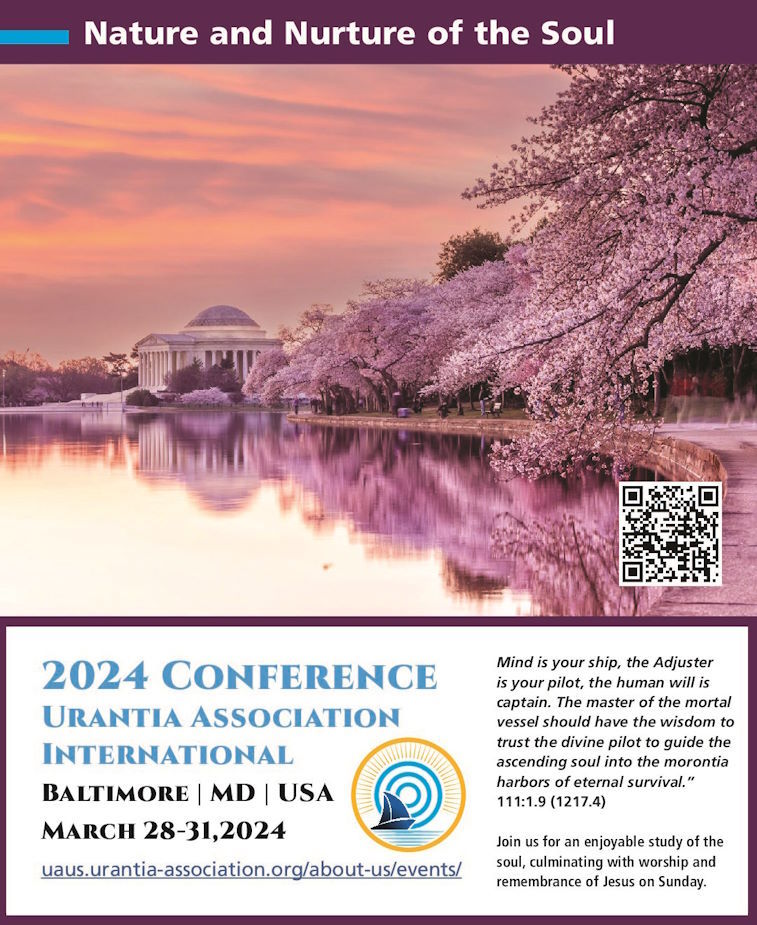 Nature and Nurture of the Soul
2024 Conference
Urantia Association
International
Baltimore | MD | USA
March 28-31,2024
uaus.urantia-association.org/about-us/events/
Mind is your ship, the Adjuster
is your pilot, the human will is
captain. The master of the mortal
vessel should have the wisdom to
trust the divine pilot to guide the
ascending soul into the morontia
harbors of eternal survival.”
111:1.9 (1217.4)
Join us for an enjoyable study of the
soul, culminating with worship and
remembrance of Jesus on Sunday.